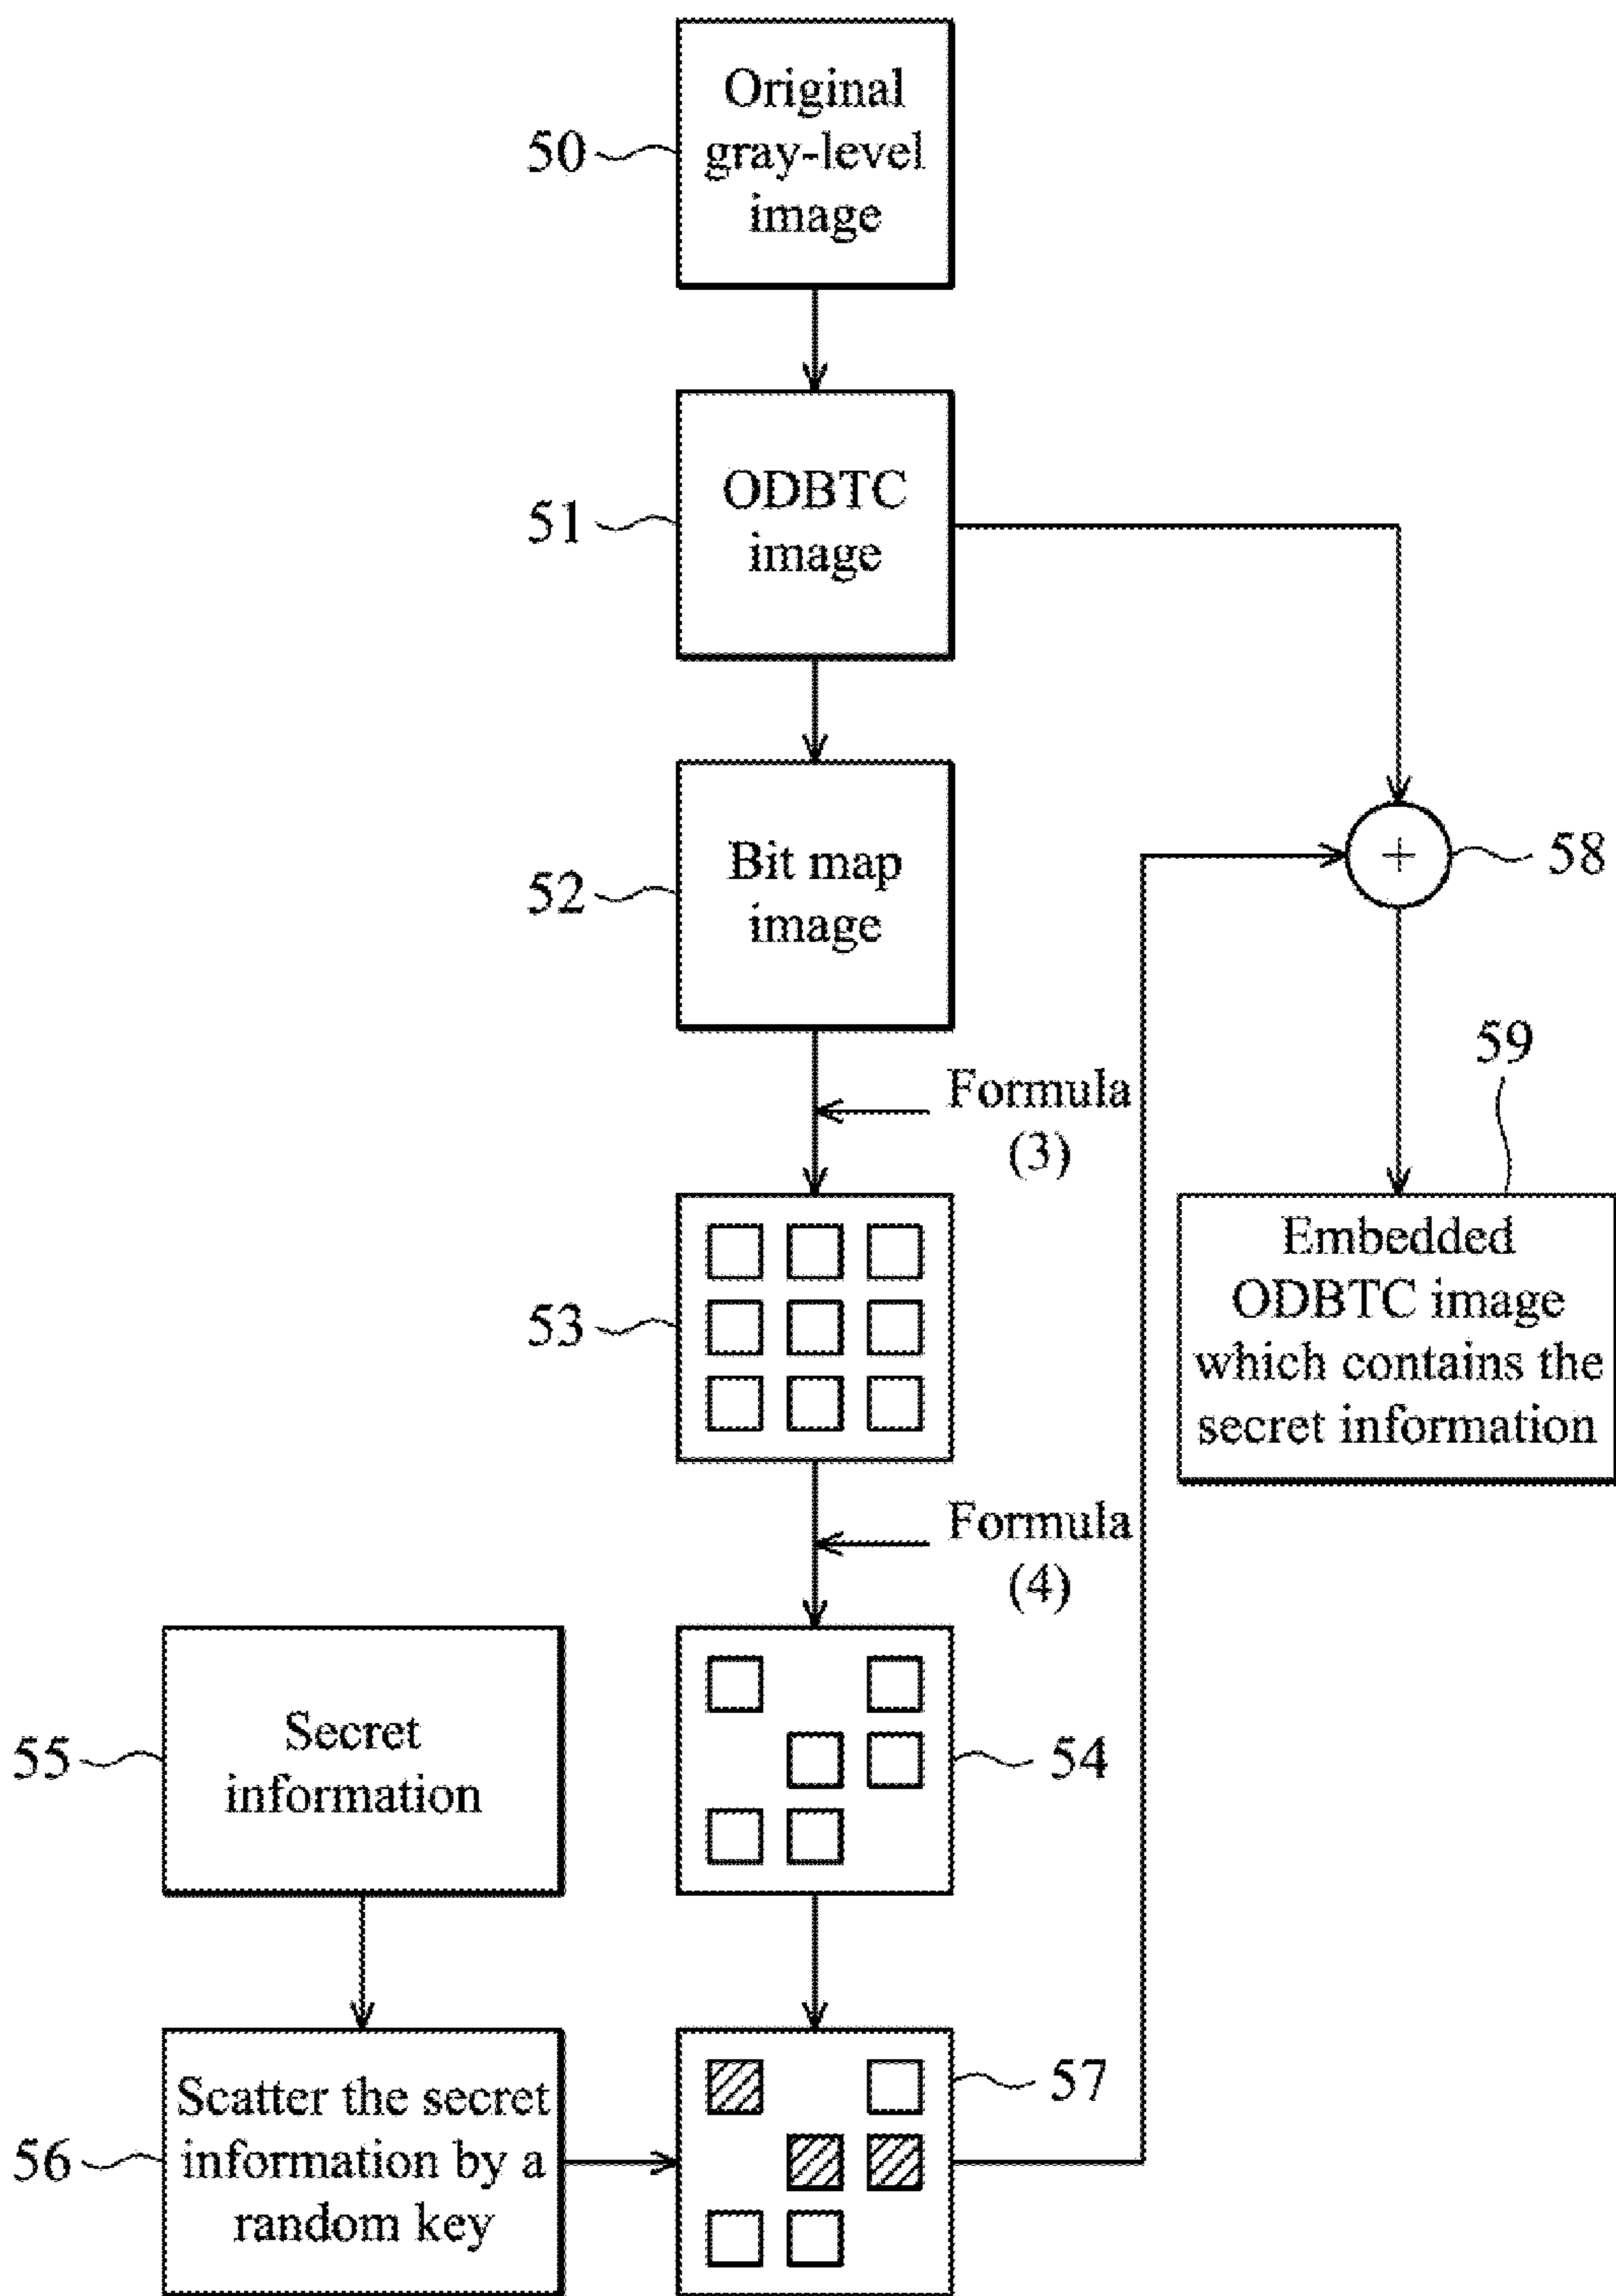 Original
gray-level
image
50
ODBTC
image
51
Bit map
image
52
+
58
Formula
(3)
59
Embedded
ODBTC image
which contains the
secret information
53
Formula
(4)
Secret
information
55
54
Scatter the secret
information by a
random key
56
57